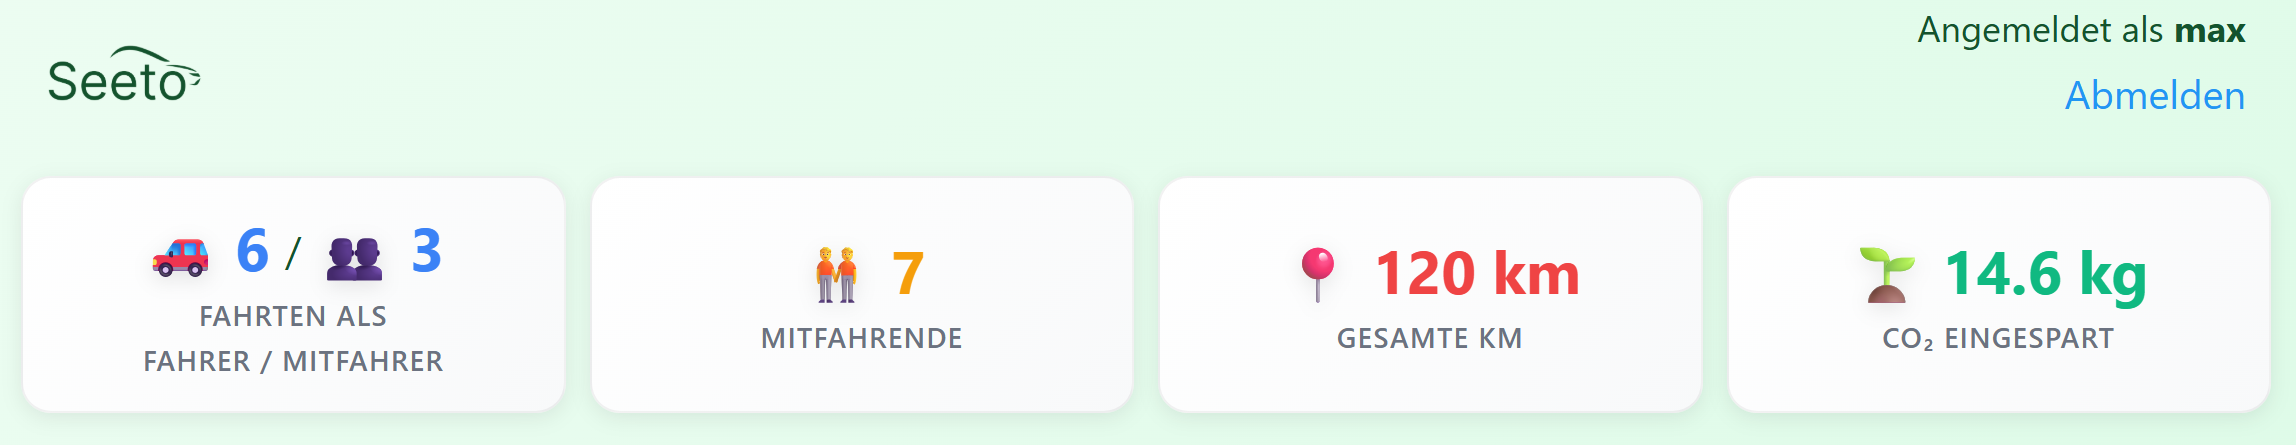 Seeto
Angemeldet als max
Abmelden
6 / 3
FAHRTEN ALS
FAHRER / MITFAHRER
7
MITFAHRENDE
120 km
GESAMTE KM
14.6 kg
CO₂ EINGESPART